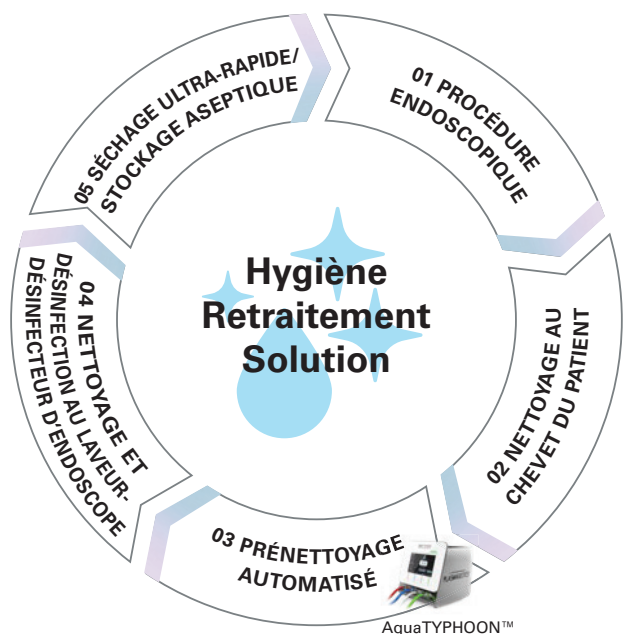 Hygiène
Retraitement
Solution
01 PROCÉDURE
ENDOSCOPIQUE
02 NETTOYAGE AU
CHEVET DU PATIENT
03 PRÉNETTOYAGE
AUTOMATISÉ
AquaTYPHOON™
04 NETTOYAGE ET
DÉSINFECTION AU LAVEUR-
DÉSINFECTEUR D'ENDOSCOPE
05 SÉCHAGE ULTRA-RAPIDE/
STOCKAGE ASEPTIQUE